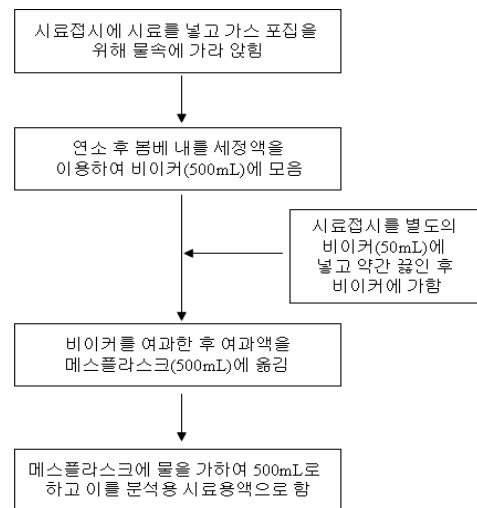 시료접시에 시료를 넣고 가스 포집을
위해 물속에 가라 앉힘
연소 후 봄베 내를 세정액을
이용하여 비이커(500mL)에 모음
시료접시를 별도의
비이커(50mL)에
넣고 약간 끓인 후
비이커에 가함
비이커를 여과한 후 여과액을
메스플라스크(500mL)에 옮김
메스플라스크에 물을 가하여 500mL로
하고 이를 분석용 시료용액으로 함